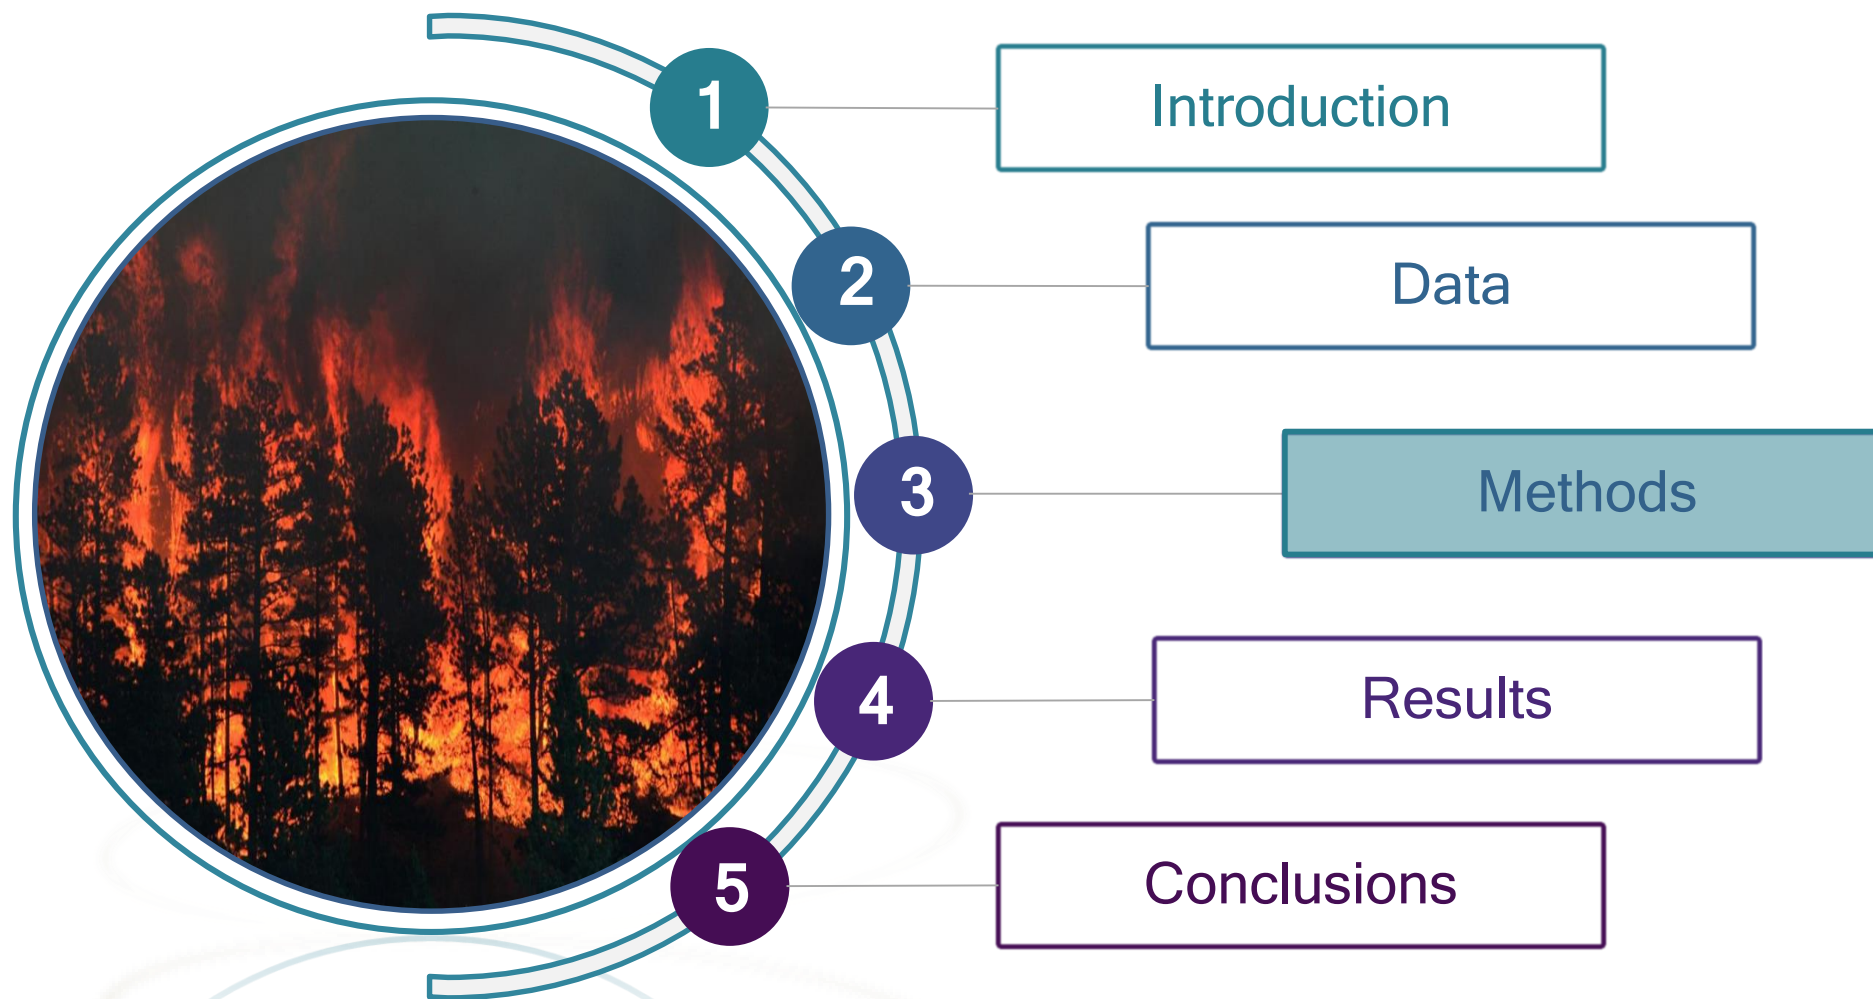 1 Introduction
2 Data
3 Methods
4 Results
5 Conclusions